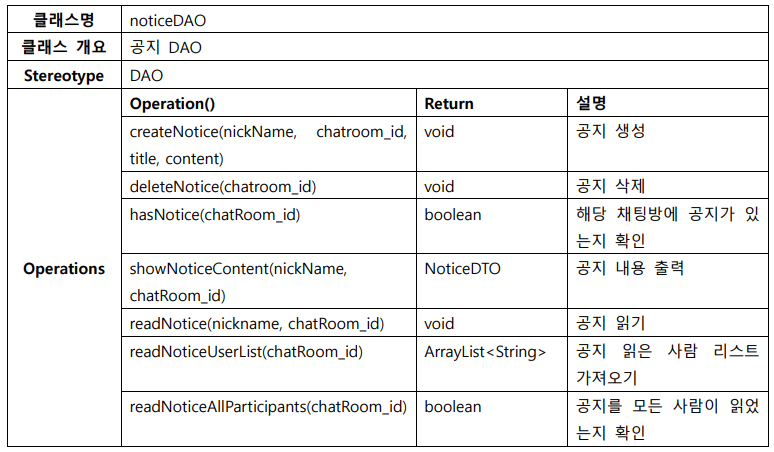 클래스명 noticeDAO
클래스 개요 공지 DAO
Stereotype DAO
Operation() Return 설명
createNotice(nickName, chatroom_id, void 공지 생성
title, content)
deleteNotice(chatroom_id) void 공지 삭제
hasNotice(chatRoom_id) boolean 해당 채팅방에 공지가 있
는지 확인
Operations showNoticeContent(nickName, NoticeDTO 공지 내용 출력
chatRoom_id)
readNotice(nickname, chatRoom_id) void 공지 읽기
readNoticeUserList(chatRoom_id) ArrayList<String> 공지 읽은 사람 리스트
가져오기
readNoticeAllParticipants(chatRoom_id) boolean 공지를 모든 사람이 읽었
는지 확인